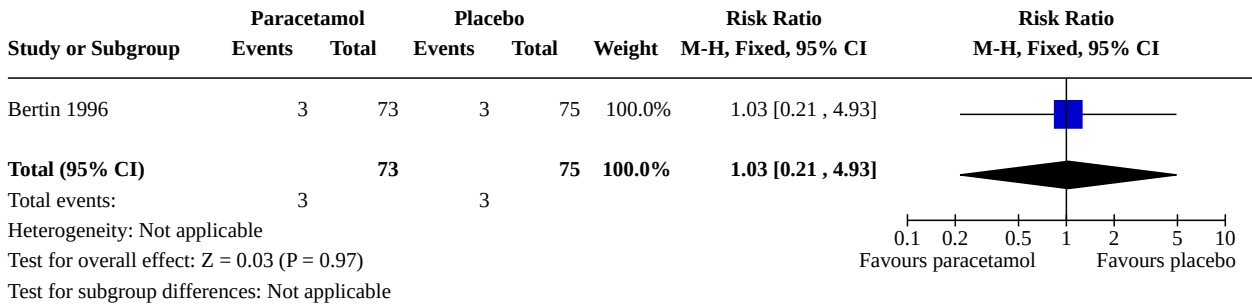 Paracetamol Placebo Risk Ratio Risk Ratio
Study or Subgroup Events Total Events Total Weight M-H, Fixed, 95% CI M-H, Fixed, 95% CI
Bertin 1996 3 73 3 75 100.0% 1.03 [0.21 , 4.93]
Total (95% CI) 73 75 100.0% 1.03 [0.21 , 4.93]
Total events: 3 3
Heterogeneity: Not applicable 0.1 0.2 0.5 1 2 5 10
Test for overall effect: Z = 0.03 (P = 0.97) Favours paracetamol Favours placebo
Test for subgroup differences: Not applicable